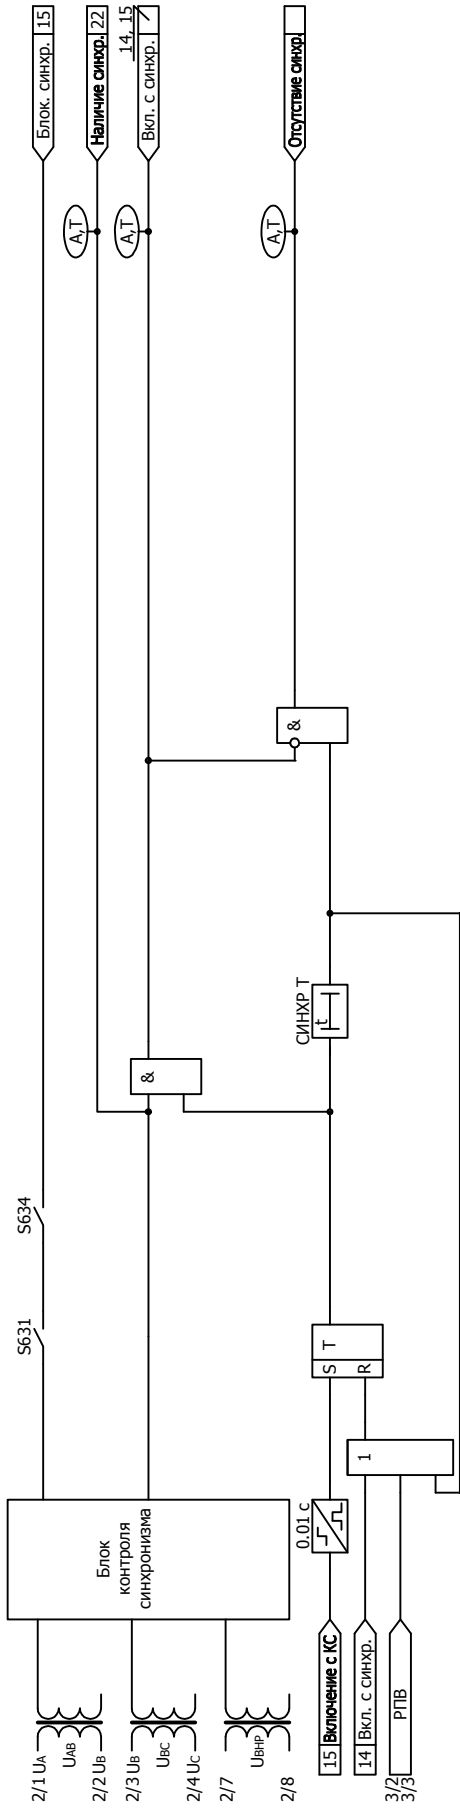 Блок. синхр. 15
Наличие синхр. 22
14, 15
Вкл. с синхр.
Отсутствие синхр.
А,Т
А,Т
А,Т
&
СИНХР Т
t
&
S634
S631
Т
S
R
1
0.01 с
Блок
контроля
синхронизма
2/1 UA
UAB
2/2 UB
2/3 UB
UBC
2/4 UC
2/7
UВНР
2/8
15 Включение с КС
14 Вкл. с синхр.
РПВ
3/2
3/3